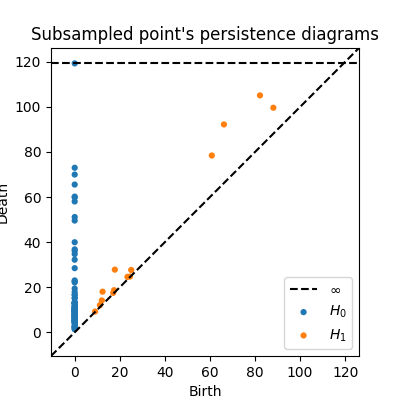 Subsampled point's persistence diagrams
120
100
80
60
40
20
0
Death
0 20 40 60 80 100 120
Birth
∞
H₀
H₁